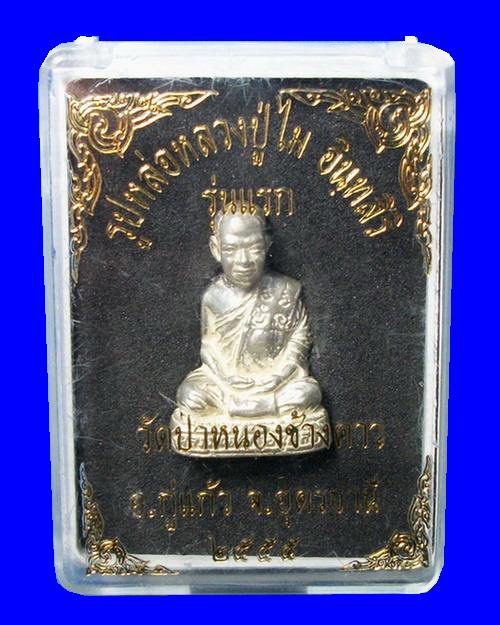 รูปหล่อหลวงปู่ไม อินฺทสิริ
รุ่นแรก
วัดป่าหนองช้างคาว
อ.กู่แก้ว จ.อุดรธานี
๒๕๕๕